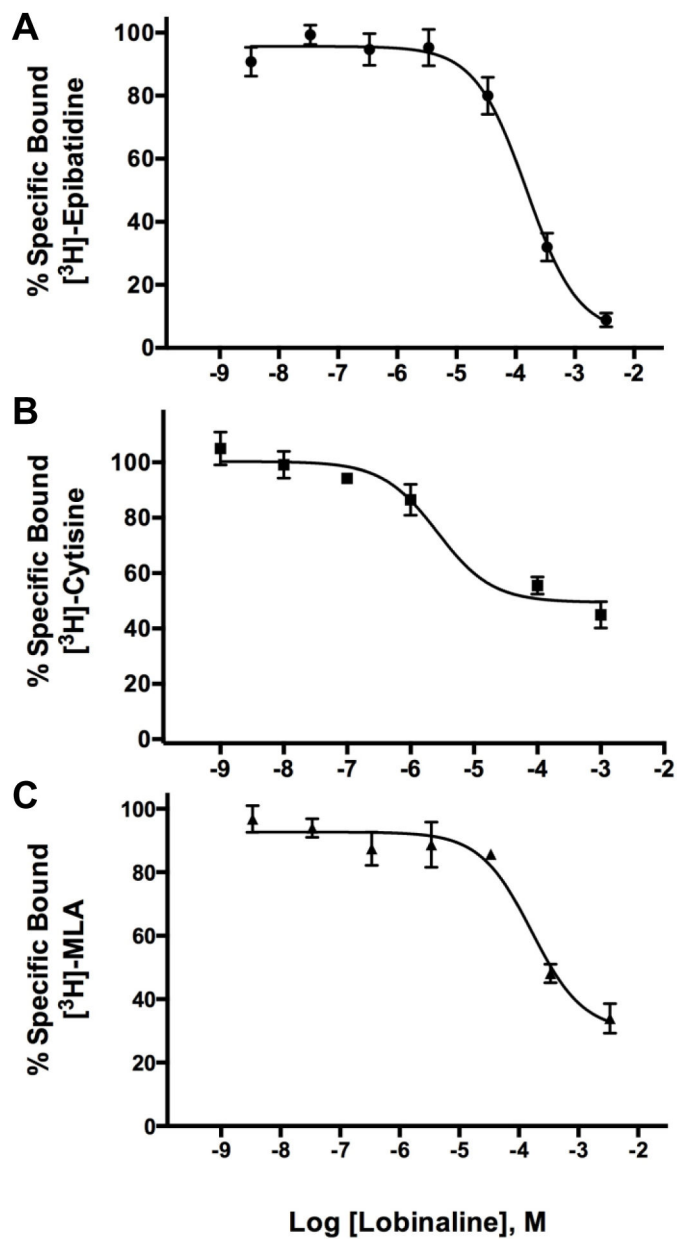 A
% Specific Bound
[³H]-Epibatidine
100
80
60
40
20
0
-9 -8 -7 -6 -5 -4 -3 -2
B
% Specific Bound
[³H]-Cytisine
100
80
60
40
20
0
-9 -8 -7 -6 -5 -4 -3 -2
C
% Specific Bound
[³H]-MLA
100
80
60
40
20
0
-9 -8 -7 -6 -5 -4 -3 -2
Log [Lobinaline], M